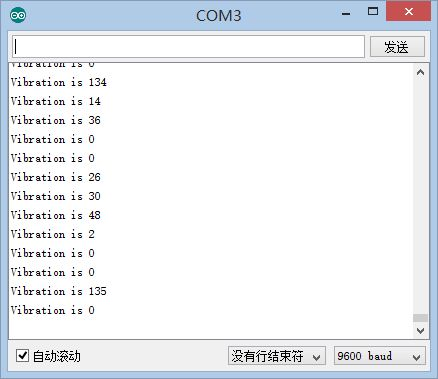 COM3
发送
Vibration is 0
Vibration is 134
Vibration is 14
Vibration is 36
Vibration is 0
Vibration is 0
Vibration is 26
Vibration is 30
Vibration is 48
Vibration is 2
Vibration is 0
Vibration is 0
Vibration is 135
Vibration is 0
自动滚动
没有行结束符
9600 baud